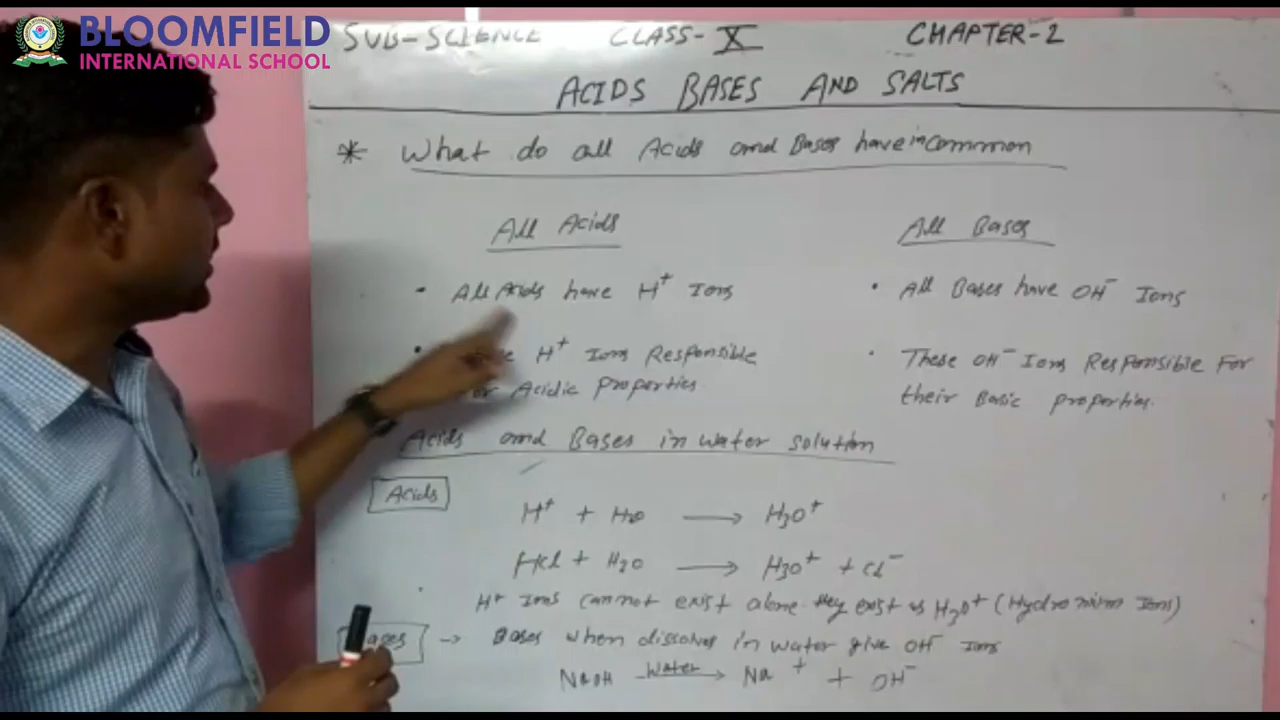 BLOOMFIELD
INTERNATIONAL SCHOOL
SUB-SCIENCE CLASS-X CHAPTER-2
ACIDS BASES AND SALTS
* What do all Acids and Bases have in common
All Acids All Bases
• All Acids have H⁺ Ions • All Bases have OH⁻ Ions
• H⁺ Ions Responsible • These OH⁻ Ions Responsible For
Acidic properties their Basic properties.
Acids and Bases in water solution
Acids
H⁺ + H₂O → H₃O⁺
HCl + H₂O → H₃O⁺ + Cl⁻
• H⁺ Ions cannot exist alone they exist as H₃O⁺ (Hydronium Ions)
Bases → Bases when dissolves in water give OH⁻ Ions
NaOH water → Na⁺ + OH⁻